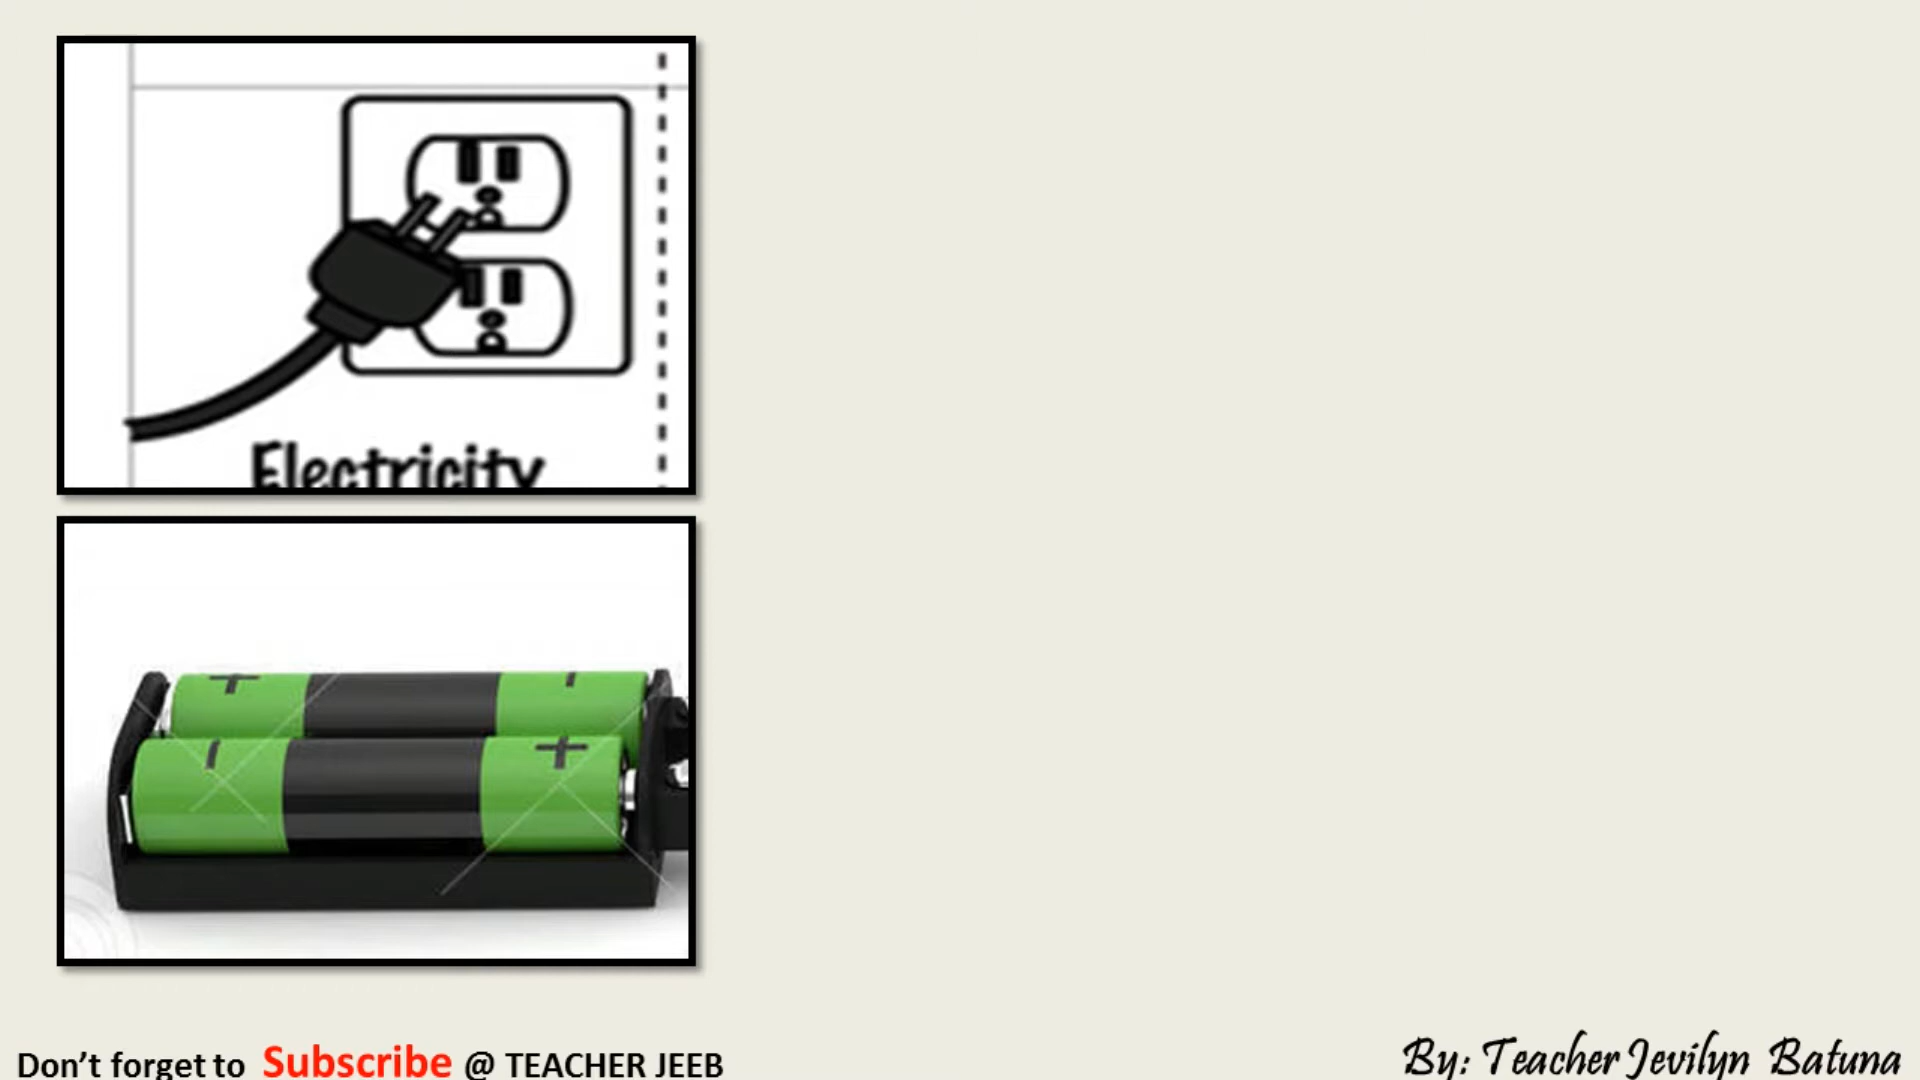 Electricity
+ -
- +
Don't forget to Subscribe @ TEACHER JEEB
By: Teacher Jevilyn Batuna